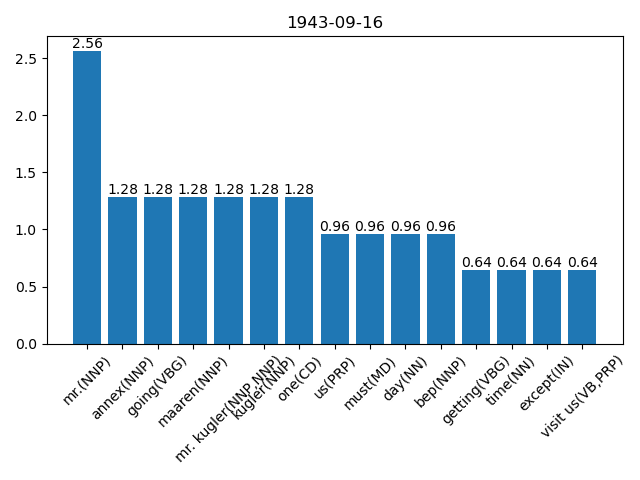 1943-09-16
2.56
1.28 1.28 1.28 1.28 1.28 1.28
0.96 0.96 0.96 0.96
0.64 0.64 0.64 0.64
2.5
2.0
1.5
1.0
0.5
0.0
mr.(NNP)
annex(NNP)
going(VBG)
maaren(NNP)
mr. kugler(NNP,NNP)
kugler(NNP)
one(CD)
us(PRP)
must(MD)
day(NN)
bep(NNP)
getting(VBG)
time(NN)
except(IN)
visit us(VB,PRP)